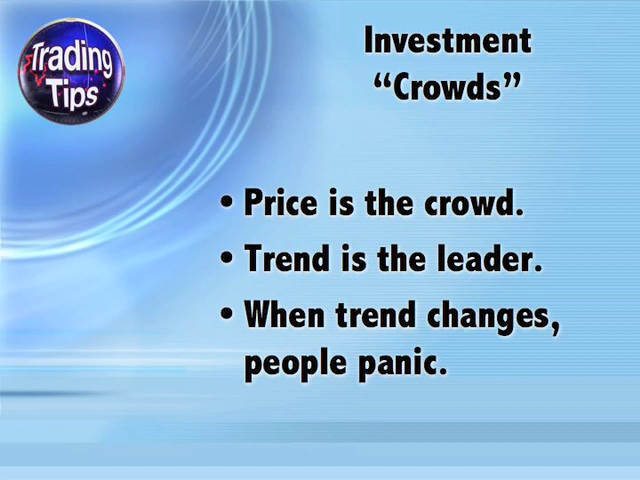 Trading
Tips
Investment
“Crowds”
• Price is the crowd.
• Trend is the leader.
• When trend changes,
people panic.